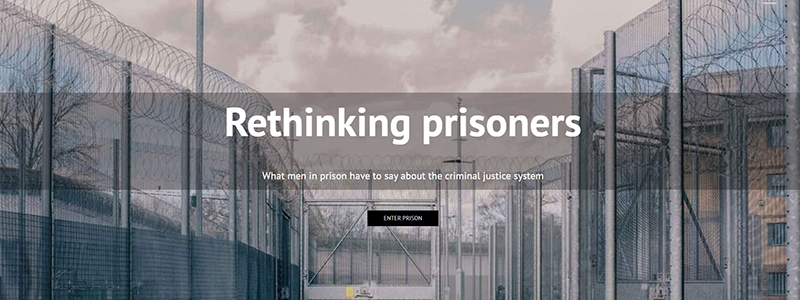 Rethinking prisoners
What men in prison have to say about the criminal justice system
ENTER PRISON